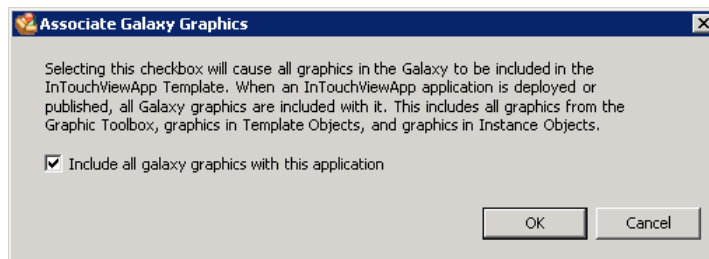 Associate Galaxy Graphics
Selecting this checkbox will cause all graphics in the Galaxy to be included in the
InTouchViewApp Template. When an InTouchViewApp application is deployed or
published, all Galaxy graphics are included with it. This includes all graphics from the
Graphic Toolbox, graphics in Template Objects, and graphics in Instance Objects.
Include all galaxy graphics with this application
OK Cancel